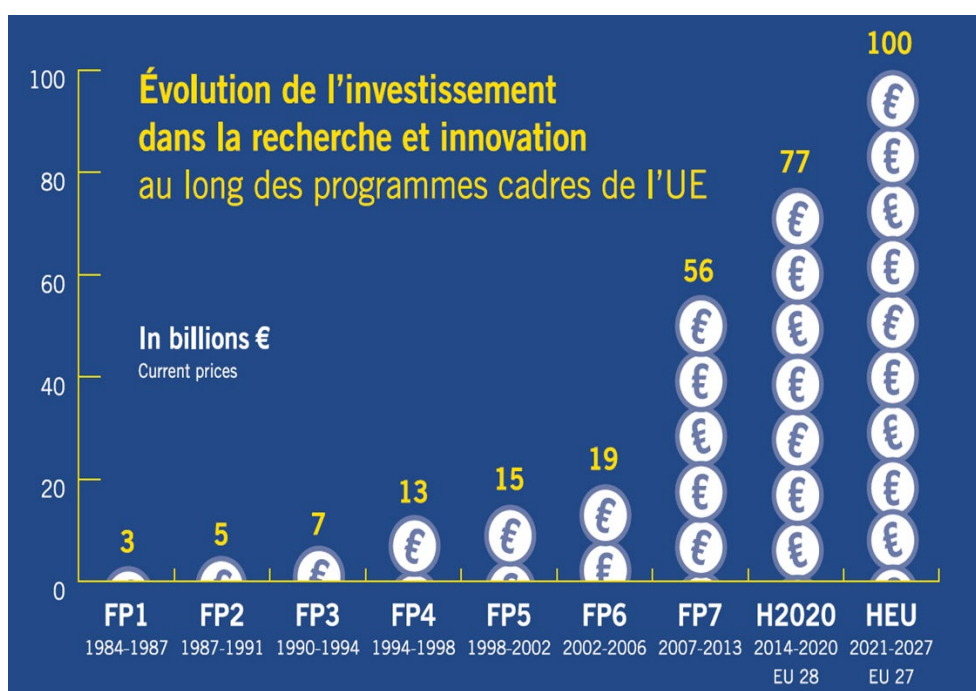 Évolution de l'investissement
dans la recherche et innovation
au long des programmes cadres de l'UE
In billions €
Current prices
100
80
60
40
20
0
3
5
7
13
15
19
56
77
100
FP1
1984-1987
FP2
1987-1991
FP3
1990-1994
FP4
1994-1998
FP5
1998-2002
FP6
2002-2006
FP7
2007-2013
H2020
2014-2020
EU 28
HEU
2021-2027
EU 27